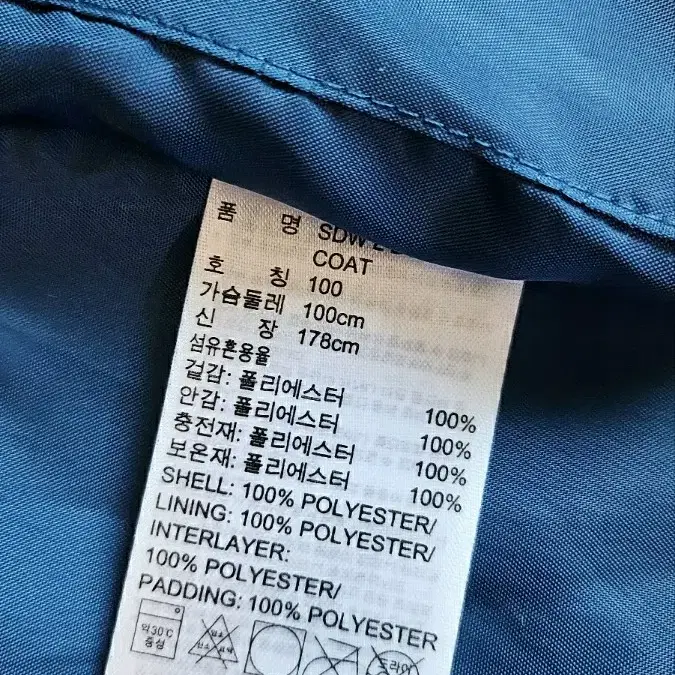 품 명 SDW
COAT
호 칭 100
가슴둘레 100cm
신 장 178cm
섬유혼용율
겉감: 폴리에스터 100%
안감: 폴리에스터 100%
충전재: 폴리에스터 100%
보온재: 폴리에스터 100%
SHELL: 100% POLYESTER/
LINING: 100% POLYESTER/
INTERLAYER:
100% POLYESTER/
PADDING: 100% POLYESTER
약30℃
중성
드라이